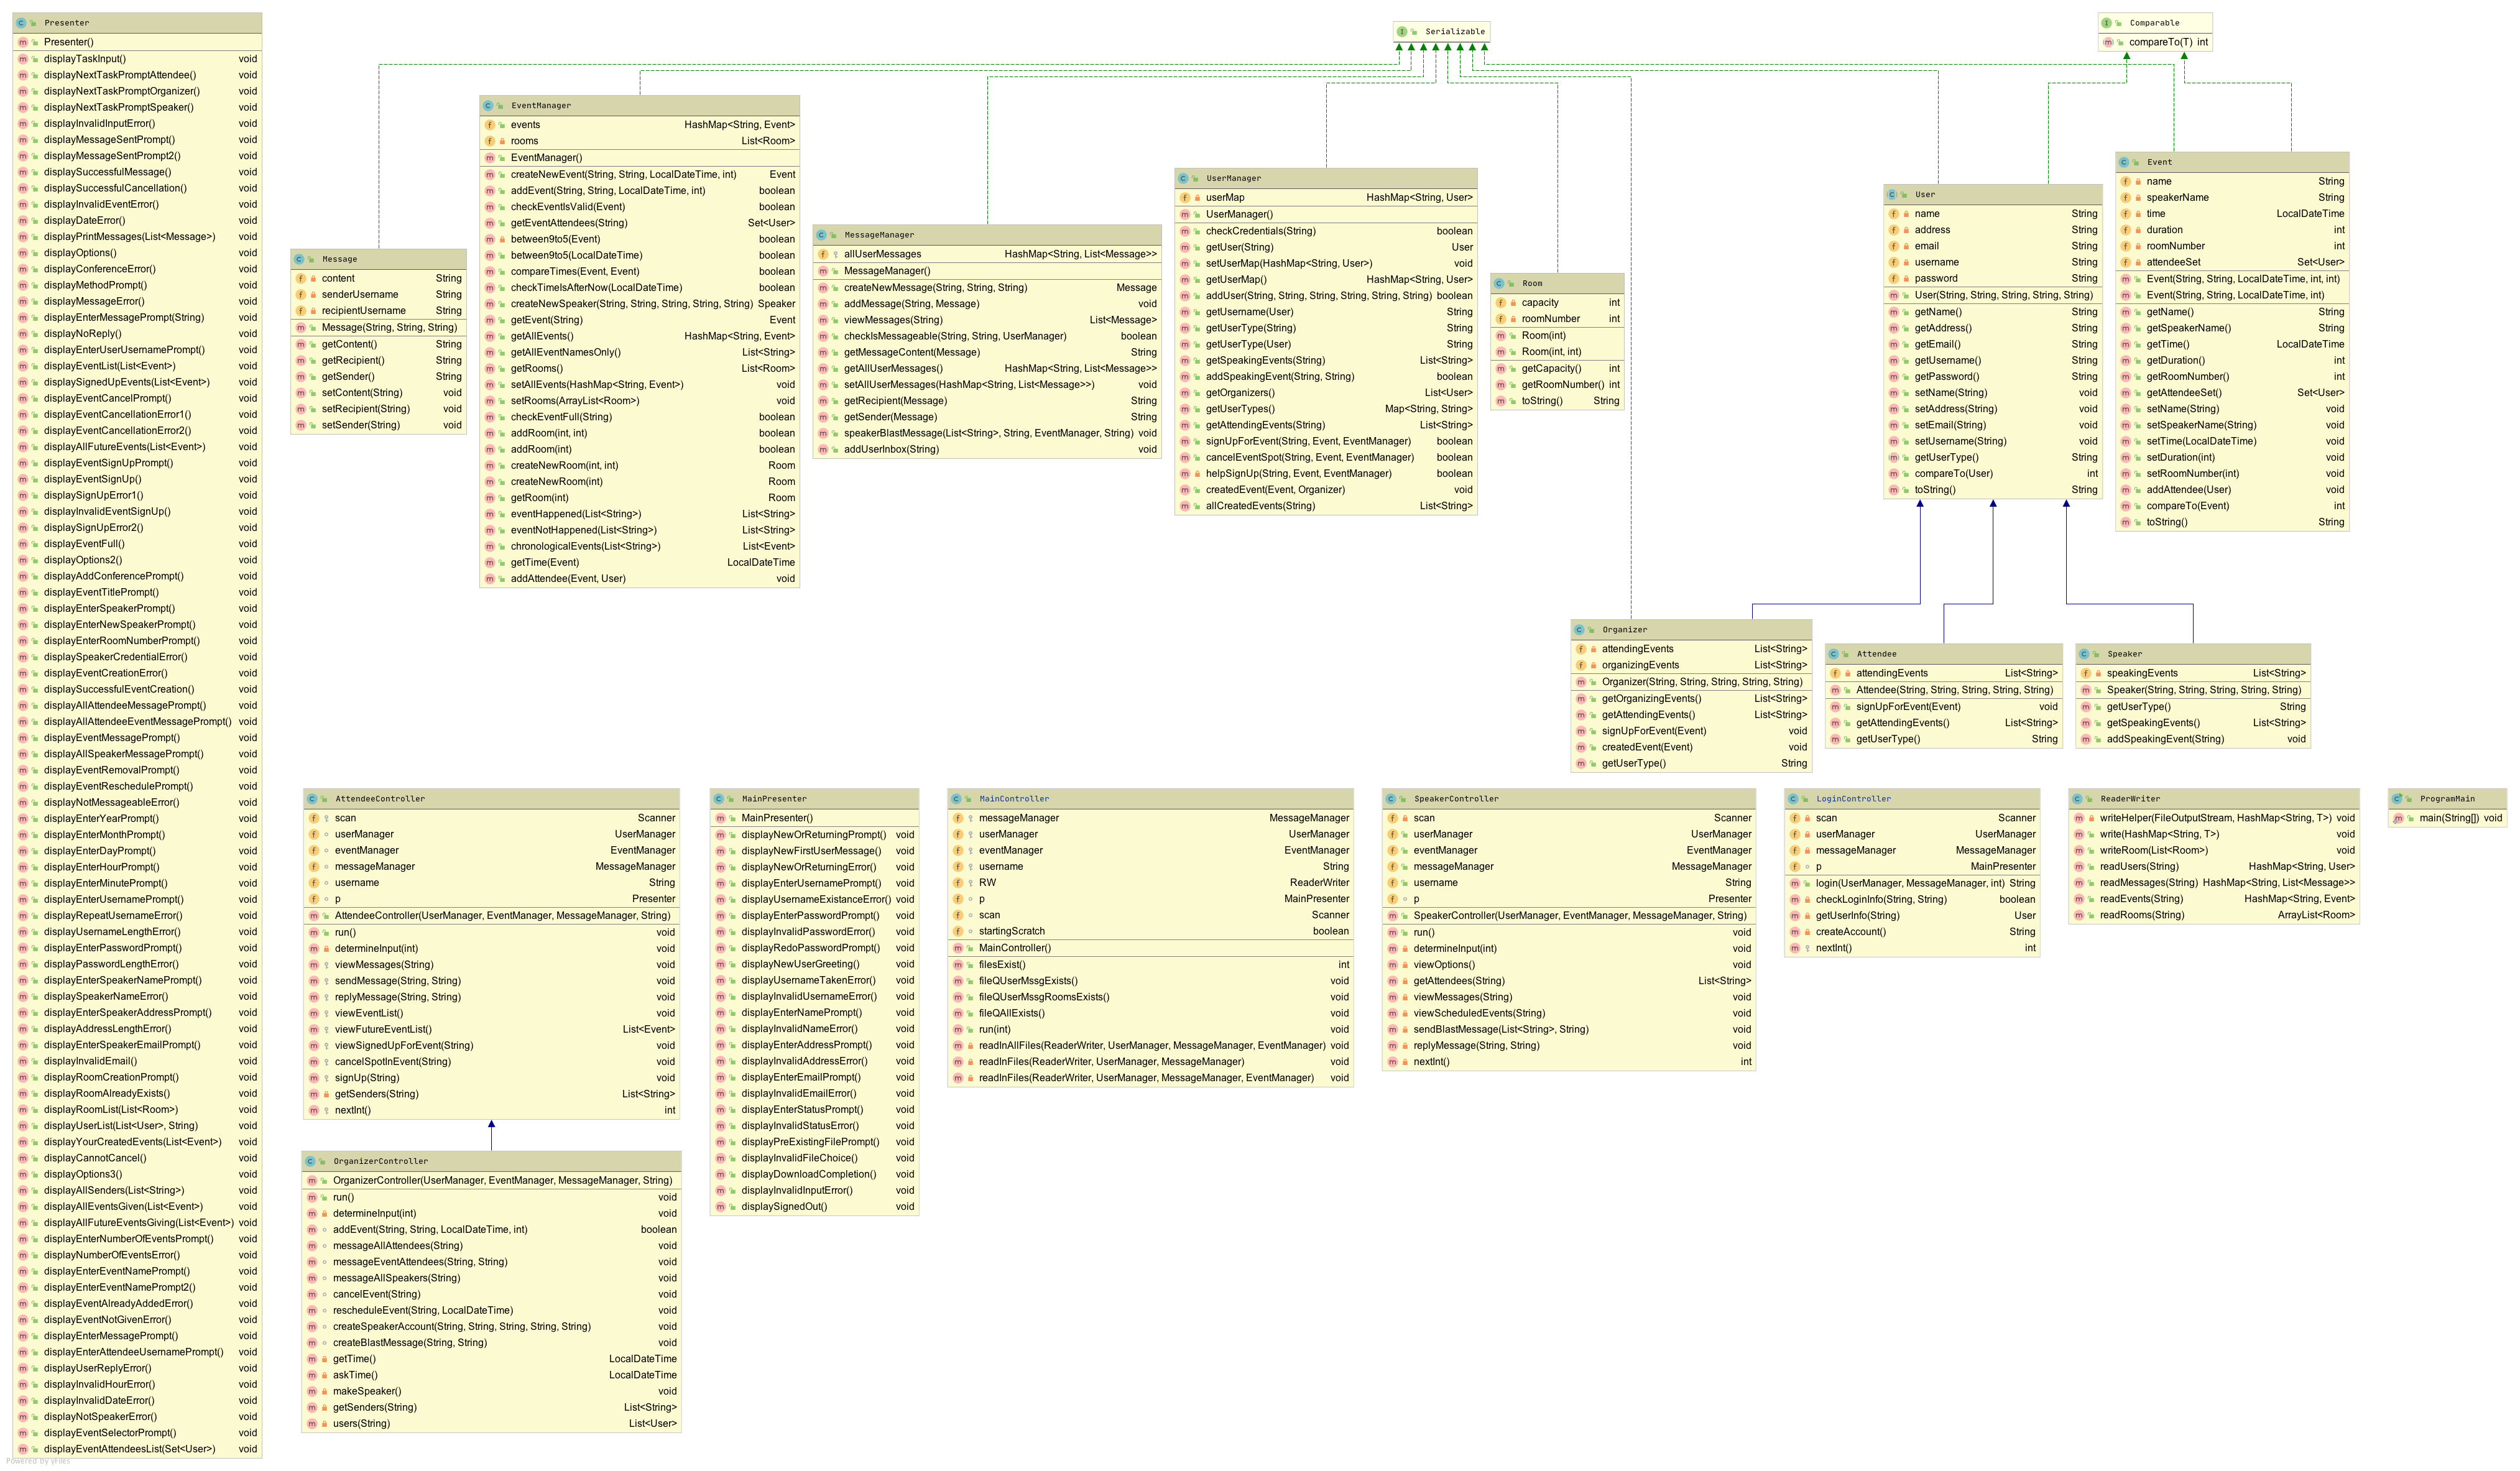 Presenter
Presenter()
displayTaskInput() void
displayNextTaskPromptAttendee() void
displayNextTaskPromptOrganizer() void
displayNextTaskPromptSpeaker() void
displayInvalidInputError() void
displayMessageSentPrompt() void
displayMessageSentPrompt2() void
displaySuccessfulMessage() void
displaySuccessfulCancellation() void
displayInvalidEventError() void
displayDateError() void
displayPrintMessages(List<Message>) void
displayOptions() void
displayConferenceError() void
displayMethodPrompt() void
displayMessageError() void
displayEnterMessagePrompt(String) void
displayNoReply() void
displayEnterUserUsernamePrompt() void
displayEventList(List<Event>) void
displaySignedUpEvents(List<Event>) void
displayEventCancelPrompt() void
displayEventCancellationError1() void
displayEventCancellationError2() void
displayAllFutureEvents(List<Event>) void
displayEventSignUpPrompt() void
displayEventSignUp() void
displaySignUpError1() void
displayInvalidEventSignUp() void
displaySignUpError2() void
displayEventFull() void
displayOptions2() void
displayAddConferencePrompt() void
displayEventTitlePrompt() void
displayEnterSpeakerPrompt() void
displayEnterNewSpeakerPrompt() void
displayEnterRoomNumberPrompt() void
displaySpeakerCredentialError() void
displayEventCreationError() void
displaySuccessfulEventCreation() void
displayAllAttendeeMessagePrompt() void
displayAllAttendeeEventMessagePrompt() void
displayEventMessagePrompt() void
displayAllSpeakerMessagePrompt() void
displayEventRemovalPrompt() void
displayEventReschedulePrompt() void
displayNotMessageableError() void
displayEnterYearPrompt() void
displayEnterMonthPrompt() void
displayEnterDayPrompt() void
displayEnterHourPrompt() void
displayEnterMinutePrompt() void
displayEnterUsernamePrompt() void
displayRepeatUsernameError() void
displayUsernameLengthError() void
displayEnterPasswordPrompt() void
displayPasswordLengthError() void
displayEnterSpeakerNamePrompt() void
displaySpeakerNameError() void
displayEnterSpeakerAddressPrompt() void
displayAddressLengthError() void
displayEnterSpeakerEmailPrompt() void
displayInvalidEmail() void
displayRoomCreationPrompt() void
displayRoomAlreadyExists() void
displayRoomList(List<Room>) void
displayUserList(List<User>, String) void
displayYourCreatedEvents(List<Event>) void
displayCannotCancel() void
displayOptions3() void
displayAllSenders(List<String>) void
displayAllEventsGiven(List<Event>) void
displayAllFutureEventsGiving(List<Event>) void
displayEnterNumberOfEventsPrompt() void
displayNumberOfEventsError() void
displayEnterEventNamePrompt() void
displayEnterEventNamePrompt2() void
displayEventAlreadyAddedError() void
displayEventNotGivenError() void
displayEnterMessagePrompt() void
displayEnterAttendeeUsernamePrompt() void
displayUserReplyError() void
displayInvalidHourError() void
displayInvalidDateError() void
displayNotSpeakerError() void
displayEventSelectorPrompt() void
displayEventAttendeesList(Set<User>) void
Powered by yFiles
Serializable
Comparable
compareTo(T) int
Message
content String
senderUsername String
recipientUsername String
Message(String, String, String)
getContent() String
getRecipient() String
getSender() String
setContent(String) void
setRecipient(String) void
setSender(String) void
EventManager
events HashMap<String, Event>
rooms List<Room>
EventManager()
createNewEvent(String, String, LocalDateTime, int) Event
addEvent(String, String, LocalDateTime, int) boolean
checkEventIsValid(Event) boolean
getEventAttendees(String) Set<User>
between9to5(Event) boolean
between9to5(LocalDateTime) boolean
compareTimes(Event, Event) boolean
checkTimeIsAfterNow(LocalDateTime) boolean
createNewSpeaker(String, String, String, String, String) Speaker
getEvent(String) Event
getAllEvents() HashMap<String, Event>
getAllEventNamesOnly() List<String>
getRooms() List<Room>
setAllEvents(HashMap<String, Event>) void
setRooms(ArrayList<Room>) void
checkEventFull(String) boolean
addRoom(int, int) boolean
addRoom(int) boolean
createNewRoom(int, int) Room
createNewRoom(int) Room
getRoom(int) Room
eventHappened(List<String>) List<String>
eventNotHappened(List<String>) List<String>
chronologicalEvents(List<String>) List<Event>
getTime(Event) LocalDateTime
addAttendee(Event, User) void
MessageManager
allUserMessages HashMap<String, List<Message>>
MessageManager()
createNewMessage(String, String, String) Message
addMessage(String, Message) void
viewMessages(String) List<Message>
checkIsMessageable(String, String, UserManager) boolean
getMessageContent(Message) String
getAllUserMessages() HashMap<String, List<Message>>
setAllUserMessages(HashMap<String, List<Message>>) void
getRecipient(Message) String
getSender(Message) String
speakerBlastMessage(List<String>, String, EventManager, String) void
addUserInbox(String) void
UserManager
userMap HashMap<String, User>
UserManager()
checkCredentials(String) boolean
getUser(String) User
setUserMap(HashMap<String, User>) void
getUserMap() HashMap<String, User>
addUser(String, String, String, String, String, String) boolean
getUsername(User) String
getUserType(String) String
getUserType(User) String
getSpeakingEvents(String) List<String>
addSpeakingEvent(String, String) boolean
getOrganizers() List<User>
getUserTypes() Map<String, String>
getAttendingEvents(String) List<String>
signUpForEvent(String, Event, EventManager) boolean
cancelEventSpot(String, Event, EventManager) boolean
helpSignUp(String, Event, EventManager) boolean
createdEvent(Event, Organizer) void
allCreatedEvents(String) List<String>
Room
capacity int
roomNumber int
Room(int)
Room(int, int)
getCapacity() int
getRoomNumber() int
toString() String
User
name String
address String
email String
username String
password String
User(String, String, String, String, String)
getName() String
getAddress() String
getEmail() String
getUsername() String
getPassword() String
setName(String) void
setAddress(String) void
setEmail(String) void
setUsername(String) void
getUserType() String
compareTo(User) int
toString() String
Event
name String
speakerName String
time LocalDateTime
duration int
roomNumber int
attendeeSet Set<User>
Event(String, String, LocalDateTime, int, int)
Event(String, String, LocalDateTime, int)
getName() String
getSpeakerName() String
getTime() LocalDateTime
getDuration() int
getRoomNumber() int
getAttendeeSet() Set<User>
setName(String) void
setSpeakerName(String) void
setTime(LocalDateTime) void
setDuration(int) void
setRoomNumber(int) void
addAttendee(User) void
compareTo(Event) int
toString() String
Organizer
attendingEvents List<String>
organizingEvents List<String>
Organizer(String, String, String, String, String)
getOrganizingEvents() List<String>
getAttendingEvents() List<String>
signUpForEvent(Event) void
createdEvent(Event) void
getUserType() String
Attendee
attendingEvents List<String>
Attendee(String, String, String, String, String)
signUpForEvent(Event) void
getAttendingEvents() List<String>
getUserType() String
Speaker
speakingEvents List<String>
Speaker(String, String, String, String, String)
getUserType() String
getSpeakingEvents() List<String>
addSpeakingEvent(String) void
AttendeeController
scan Scanner
userManager UserManager
eventManager EventManager
messageManager MessageManager
username String
p Presenter
AttendeeController(UserManager, EventManager, MessageManager, String)
run() void
determineInput(int) void
viewMessages(String) void
sendMessage(String, String) void
replyMessage(String, String) void
viewEventList() void
viewFutureEventList() List<Event>
viewSignedUpForEvent(String) void
cancelSpotInEvent(String) void
signUp(String) void
getSenders(String) List<String>
nextInt() int
OrganizerController
OrganizerController(UserManager, EventManager, MessageManager, String)
run() void
determineInput(int) void
addEvent(String, String, LocalDateTime, int) boolean
messageAllAttendees(String) void
messageEventAttendees(String, String) void
messageAllSpeakers(String) void
cancelEvent(String) void
rescheduleEvent(String, LocalDateTime) void
createSpeakerAccount(String, String, String, String, String) void
createBlastMessage(String, String) void
getTime() LocalDateTime
askTime() LocalDateTime
makeSpeaker() void
getSenders(String) List<String>
users(String) List<User>
MainPresenter
MainPresenter()
displayNewOrReturningPrompt() void
displayNewFirstUserMessage() void
displayNewOrReturningError() void
displayEnterUsernamePrompt() void
displayUsernameExistanceError() void
displayEnterPasswordPrompt() void
displayInvalidPasswordError() void
displayRedoPasswordPrompt() void
displayNewUserGreeting() void
displayUsernameTakenError() void
displayInvalidUsernameError() void
displayEnterNamePrompt() void
displayInvalidNameError() void
displayEnterAddressPrompt() void
displayInvalidAddressError() void
displayEnterEmailPrompt() void
displayInvalidEmailError() void
displayEnterStatusPrompt() void
displayInvalidStatusError() void
displayPreExistingFilePrompt() void
displayInvalidFileChoice() void
displayDownloadCompletion() void
displayInvalidInputError() void
displaySignedOut() void
MainController
messageManager MessageManager
userManager UserManager
eventManager EventManager
username String
RW ReaderWriter
p MainPresenter
scan Scanner
startingScratch boolean
MainController()
filesExist() int
fileQUserMssgExists() void
fileQUserMssgRoomsExists() void
fileQAllExists() void
run(int) void
readInAllFiles(ReaderWriter, UserManager, MessageManager, EventManager) void
readInFiles(ReaderWriter, UserManager, MessageManager) void
readInFiles(ReaderWriter, UserManager, MessageManager, EventManager) void
SpeakerController
scan Scanner
userManager UserManager
eventManager EventManager
messageManager MessageManager
username String
p Presenter
SpeakerController(UserManager, EventManager, MessageManager, String)
run() void
determineInput(int) void
viewOptions() void
getAttendees(String) List<String>
viewMessages(String) void
viewScheduledEvents(String) void
sendBlastMessage(List<String>, String) void
replyMessage(String, String) void
nextInt() int
LoginController
scan Scanner
userManager UserManager
messageManager MessageManager
p MainPresenter
login(UserManager, MessageManager, int) String
checkLoginInfo(String, String) boolean
getUserInfo(String) User
createAccount() String
nextInt() int
ReaderWriter
writeHelper(FileOutputStream, HashMap<String, T>) void
write(HashMap<String, T>) void
writeRoom(List<Room>) void
readUsers(String) HashMap<String, User>
readMessages(String) HashMap<String, List<Message>>
readEvents(String) HashMap<String, Event>
readRooms(String) ArrayList<Room>
ProgramMain
main(String[]) void